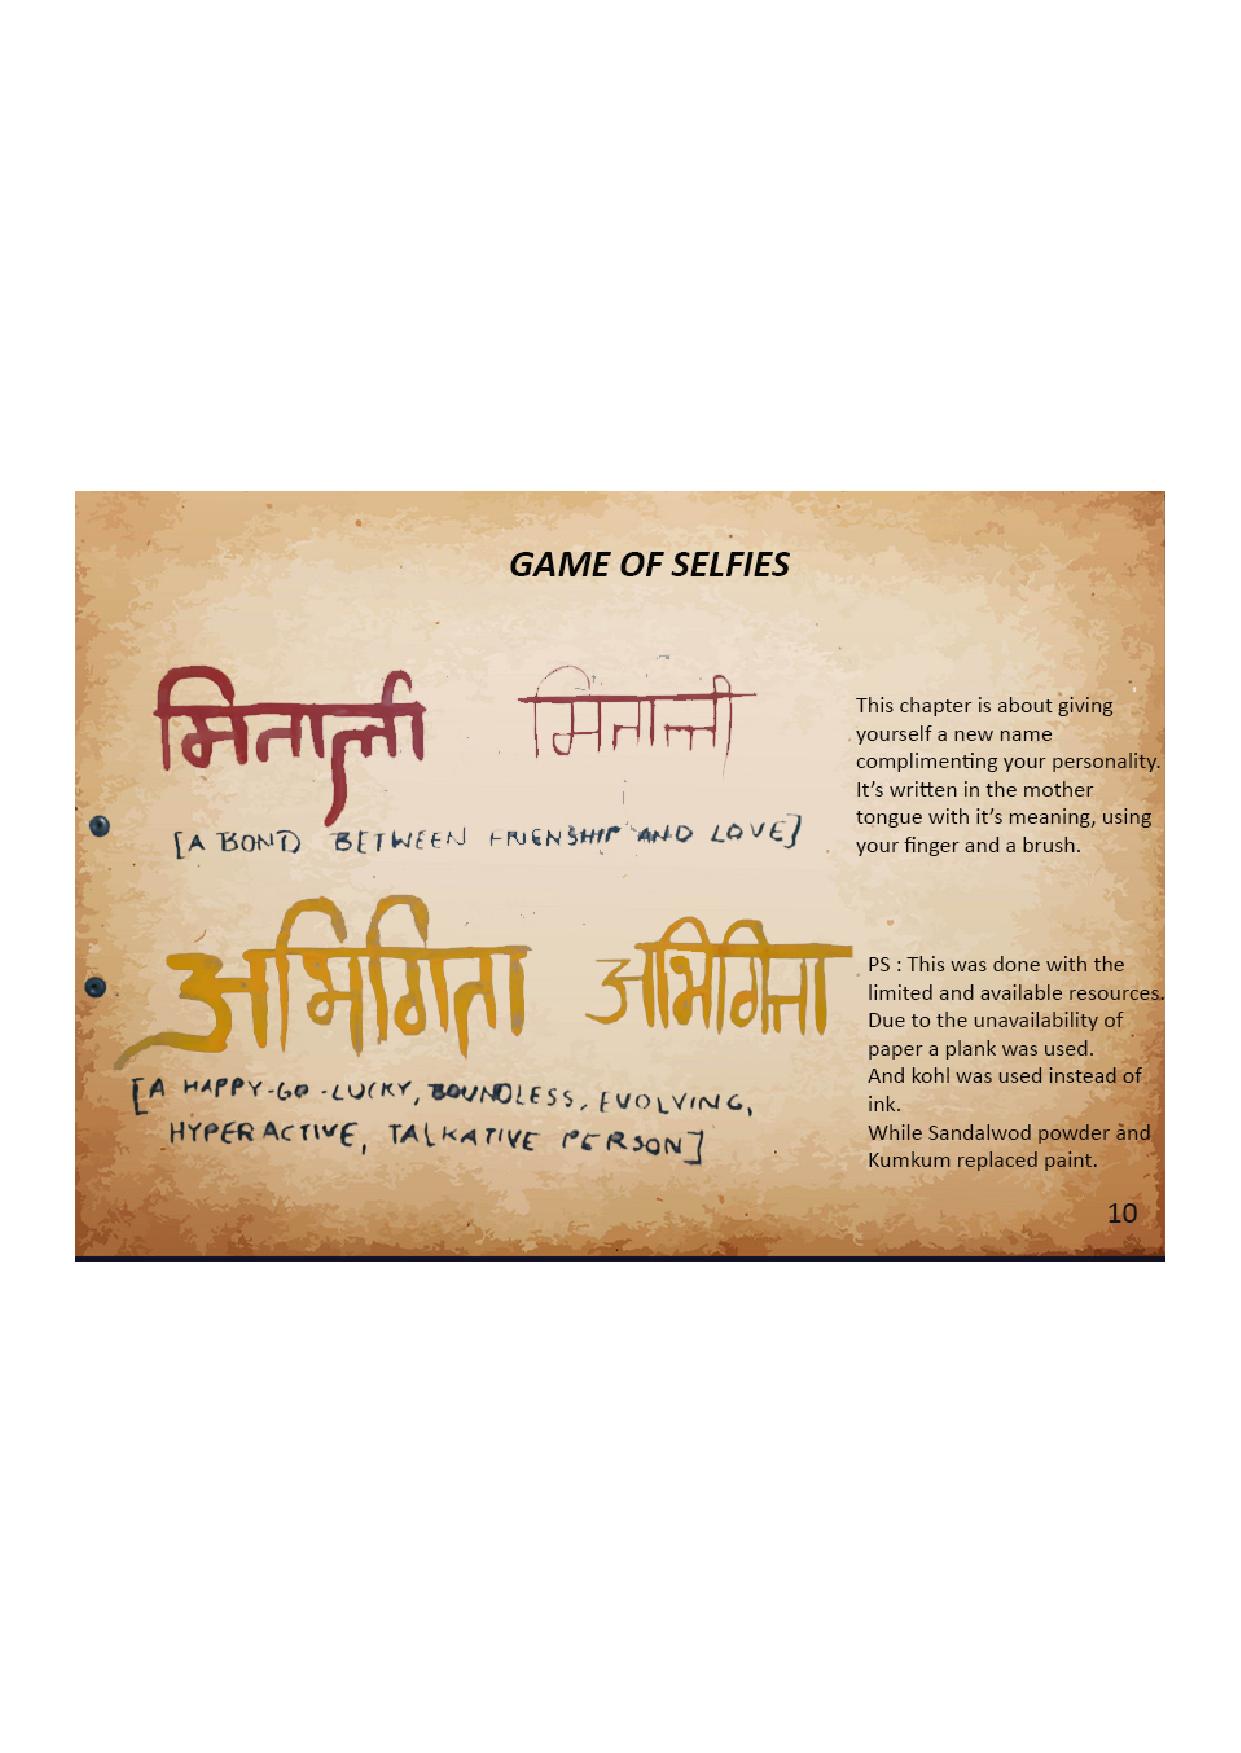 GAME OF SELFIES
मिताली मिताली
[A BOND BETWEEN FRIENSHIP AND LOVE]
अभिगिता अभिगिता
[A HAPPY-GO-LUCKY, BOUNDLESS, EVOLVING,
HYPERACTIVE, TALKATIVE PERSON]
This chapter is about giving
yourself a new name
complimenting your personality.
It’s written in the mother
tongue with it’s meaning, using
your finger and a brush.
PS : This was done with the
limited and available resources.
Due to the unavailability of
paper a plank was used.
And kohl was used instead of
ink.
While Sandalwod powder and
Kumkum replaced paint.
10